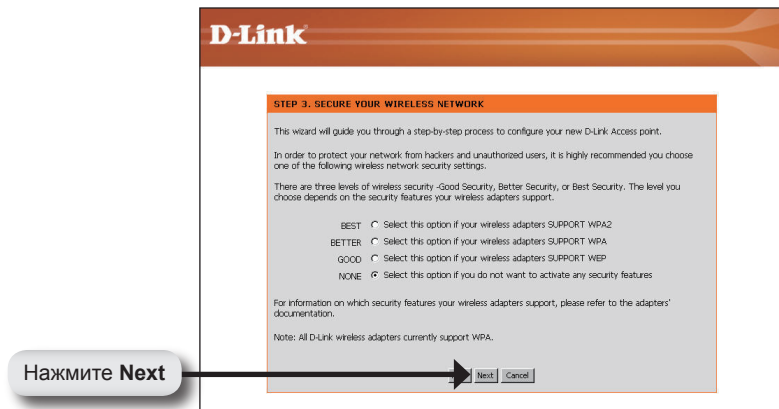 D-Link
STEP 3. SECURE YOUR WIRELESS NETWORK
This wizard will guide you through a step-by-step process to configure your new D-Link Access point.
In order to protect your network from hackers and unauthorized users, it is highly recommended you choose
one of the following wireless network security settings.
There are three levels of wireless security -Good Security, Better Security, or Best Security. The level you
choose depends on the security features your wireless adapters support.
BEST Select this option if your wireless adapters SUPPORT WPA2
BETTER Select this option if your wireless adapters SUPPORT WPA
GOOD Select this option if your wireless adapters SUPPORT WEP
NONE Select this option if you do not want to activate any security features
For information on which security features your wireless adapters support, please refer to the adapters'
documentation.
Note: All D-Link wireless adapters currently support WPA.
Нажмите Next
Next Cancel